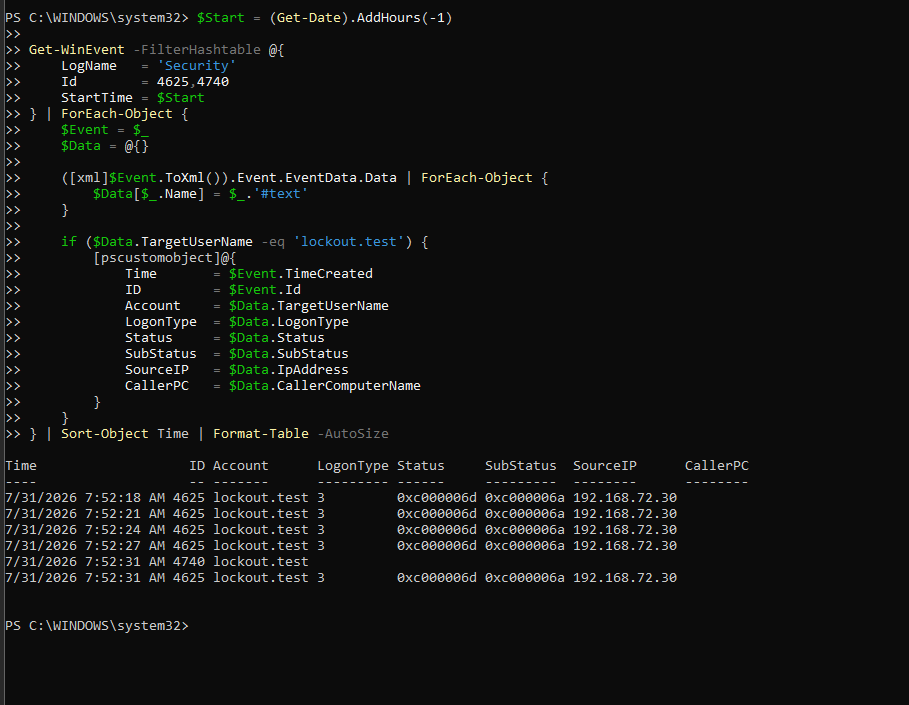 PS C:\WINDOWS\system32> $Start = (Get-Date).AddHours(-1)
>>
>> Get-WinEvent -FilterHashtable @{
>>     LogName   = 'Security'
>>     Id        = 4625,4740
>>     StartTime = $Start
>> } | ForEach-Object {
>>     $Event = $_
>>     $Data = @{}
>>
>>     ([xml]$Event.ToXml()).Event.EventData.Data | ForEach-Object {
>>         $Data[$_.Name] = $_.'#text'
>>     }
>>
>>     if ($Data.TargetUserName -eq 'lockout.test') {
>>         [pscustomobject]@{
>>             Time       = $Event.TimeCreated
>>             ID         = $Event.Id
>>             Account    = $Data.TargetUserName
>>             LogonType  = $Data.LogonType
>>             Status     = $Data.Status
>>             SubStatus  = $Data.SubStatus
>>             SourceIP   = $Data.IpAddress
>>             CallerPC   = $Data.CallerComputerName
>>         }
>>     }
>> } | Sort-Object Time | Format-Table -AutoSize

Time                   ID Account      LogonType Status     SubStatus  SourceIP      CallerPC
----                   -- -------      --------- ------     ---------  --------      --------
7/31/2026 7:52:18 AM 4625 lockout.test 3         0xc000006d 0xc000006a 192.168.72.30
7/31/2026 7:52:21 AM 4625 lockout.test 3         0xc000006d 0xc000006a 192.168.72.30
7/31/2026 7:52:24 AM 4625 lockout.test 3         0xc000006d 0xc000006a 192.168.72.30
7/31/2026 7:52:27 AM 4625 lockout.test 3         0xc000006d 0xc000006a 192.168.72.30
7/31/2026 7:52:31 AM 4740 lockout.test
7/31/2026 7:52:31 AM 4625 lockout.test 3         0xc000006d 0xc000006a 192.168.72.30

PS C:\WINDOWS\system32>